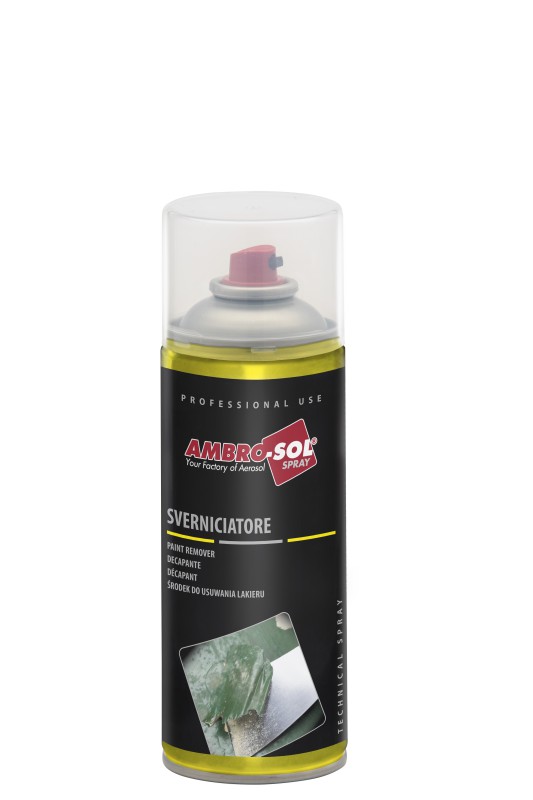 PROFESSIONAL USE
AMBRO-SOL®
Your Factory of Aerosol SPRAY
SVERNICIATORE
PAINT REMOVER
DECAPANTE
DÉCAPANT
ŚRODEK DO USUWANIA LAKIERU
TECHNICAL SPRAY